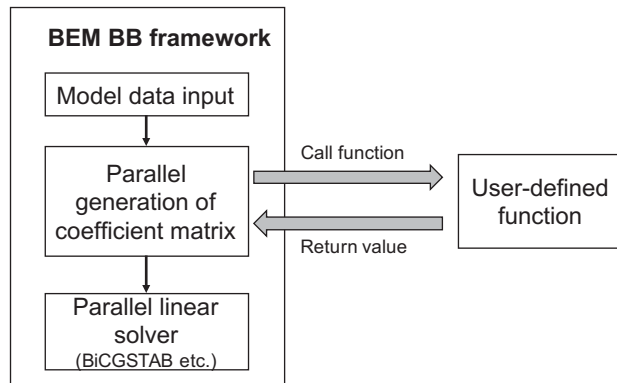 BEM BB framework
Model data input
Parallel
generation of
coefficient matrix
Call function
Return value
User-defined
function
Parallel linear
solver
(BiCGSTAB etc.)